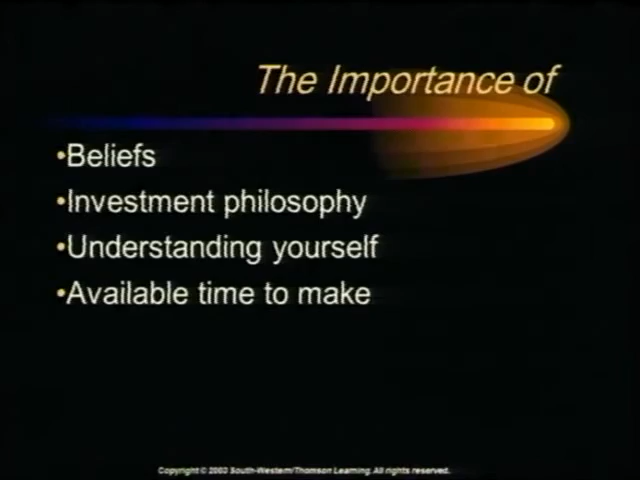 The Importance of
•Beliefs
•Investment philosophy
•Understanding yourself
•Available time to make
Copyright © 2003 South-Western/Thomson Learning. All rights reserved.